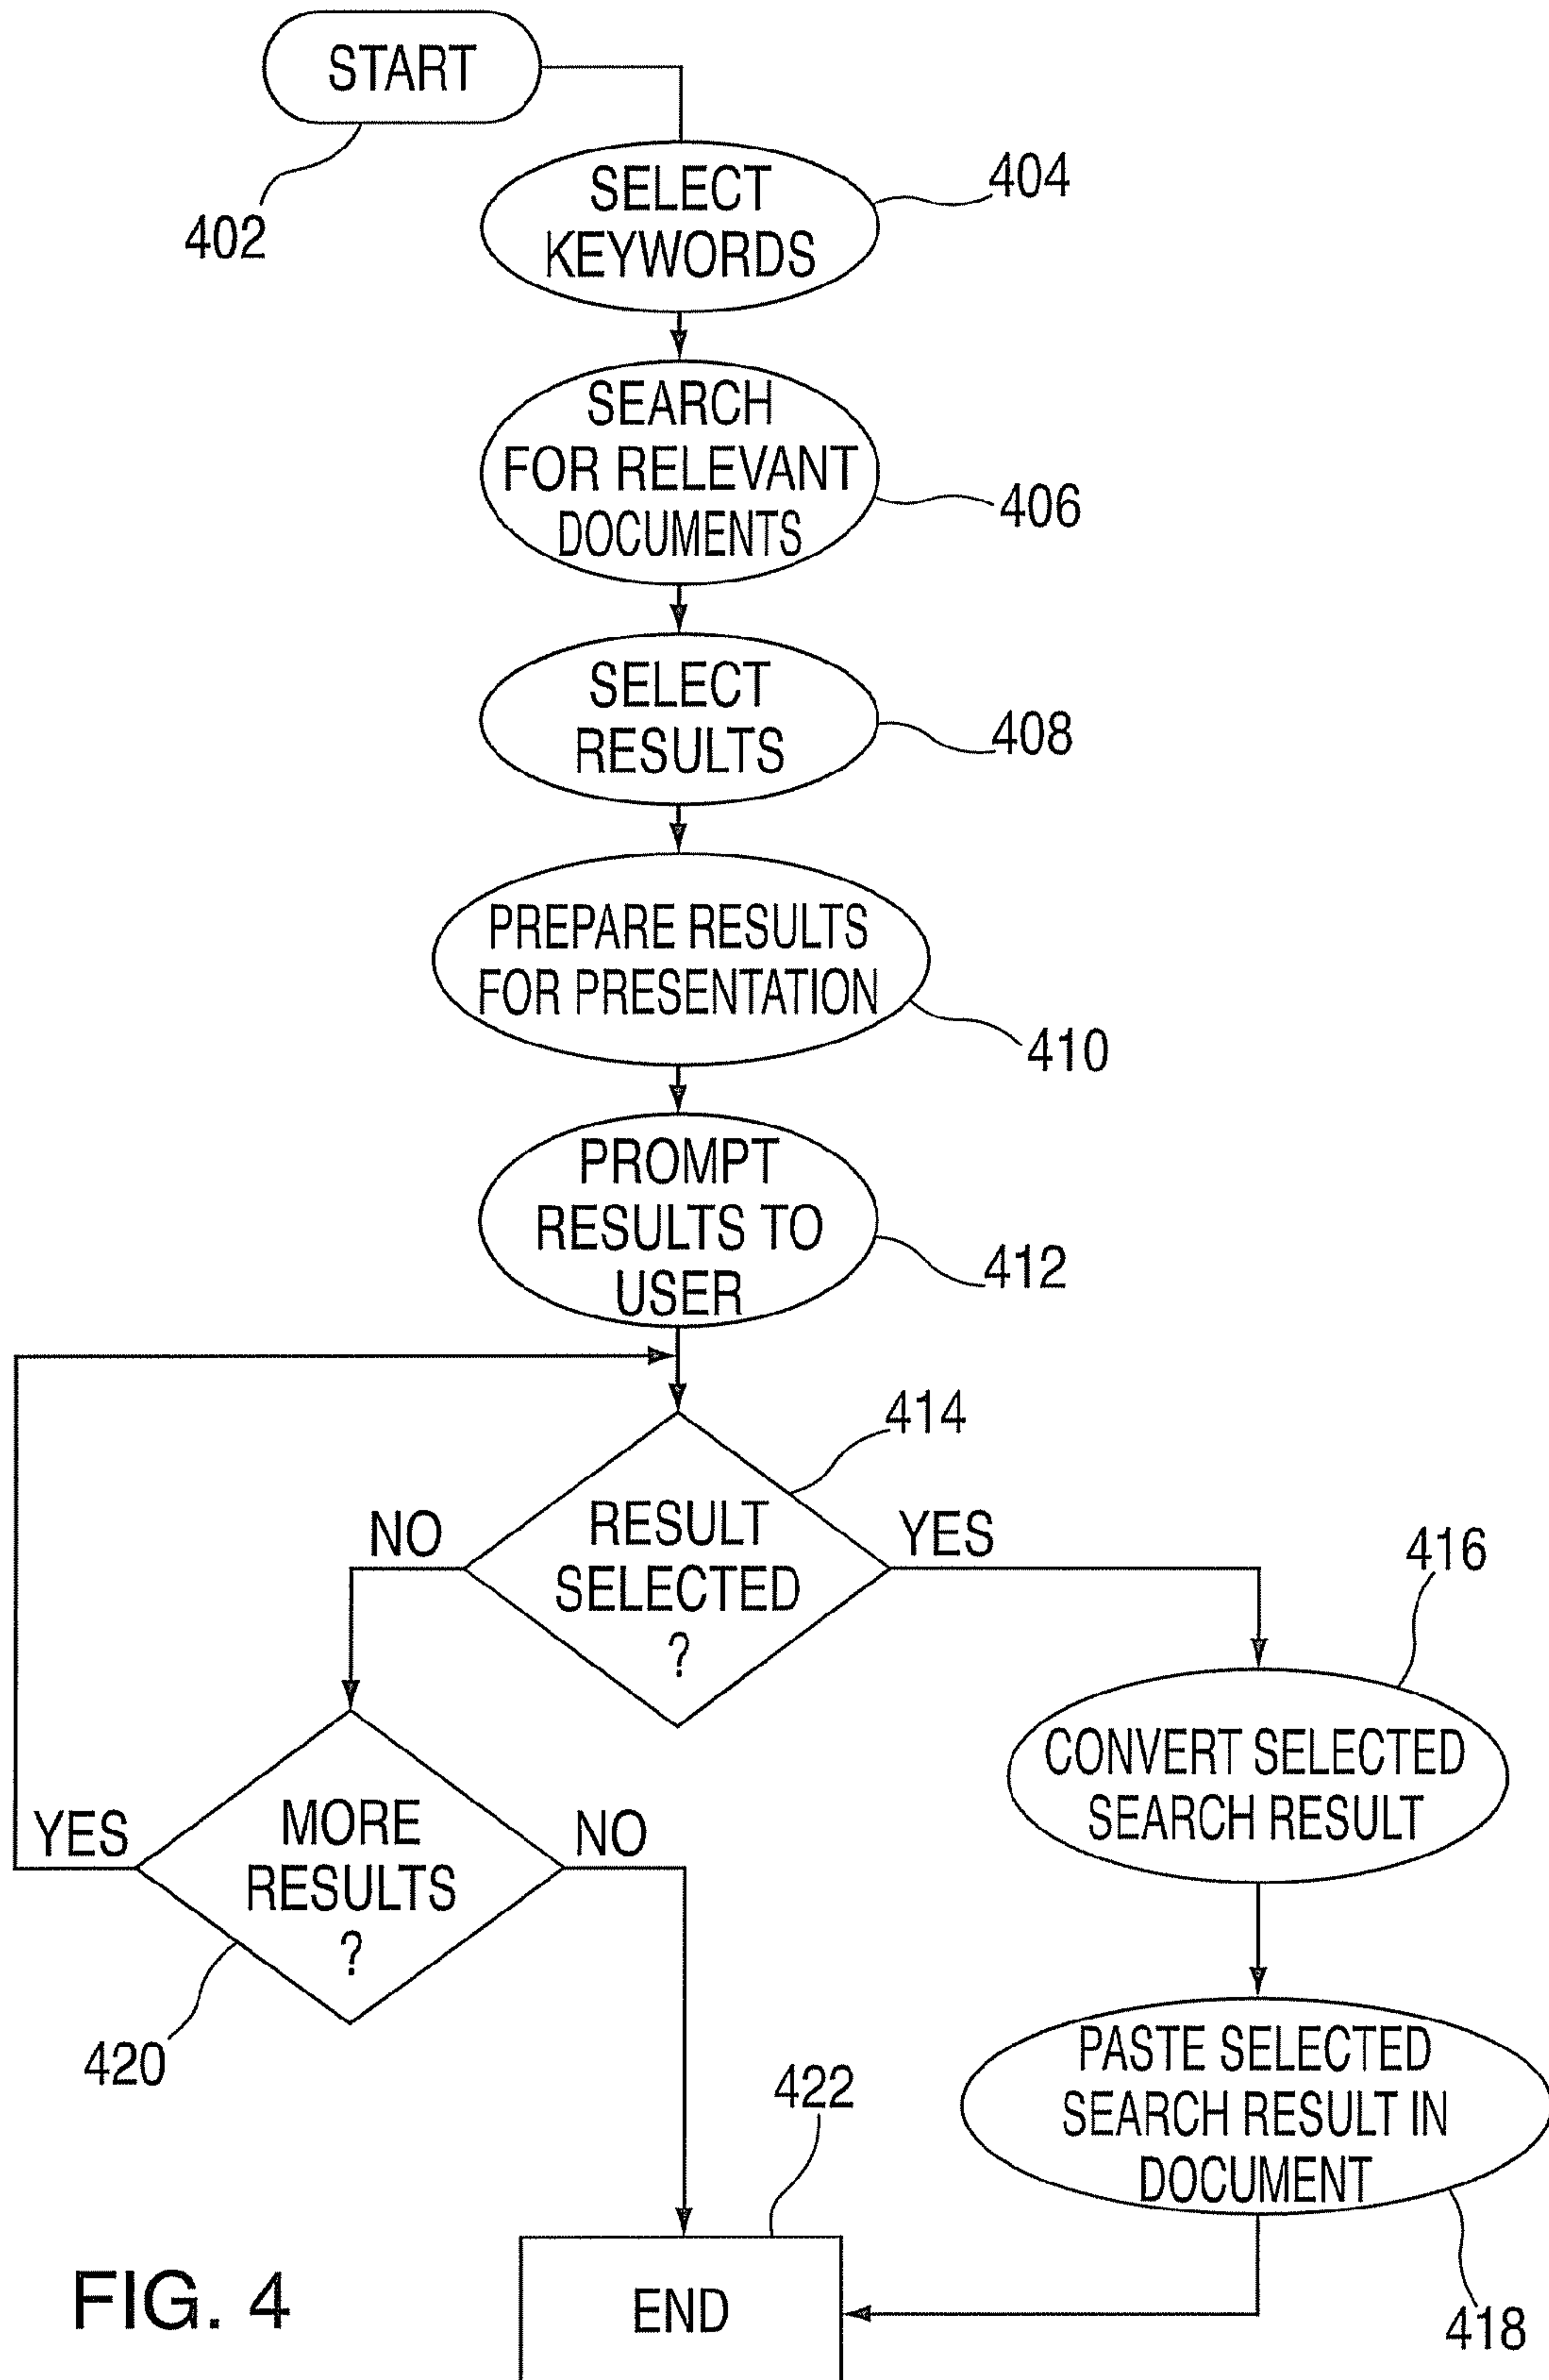 START
402
SELECT
KEYWORDS
404
SEARCH
FOR RELEVANT
DOCUMENTS
406
SELECT
RESULTS
408
PREPARE RESULTS
FOR PRESENTATION
410
PROMPT
RESULTS TO
USER
412
414
NO
RESULT
SELECTED
?
YES
416
CONVERT SELECTED
SEARCH RESULT
YES
MORE
RESULTS
?
NO
420
PASTE SELECTED
SEARCH RESULT IN
DOCUMENT
418
422
END
FIG. 4